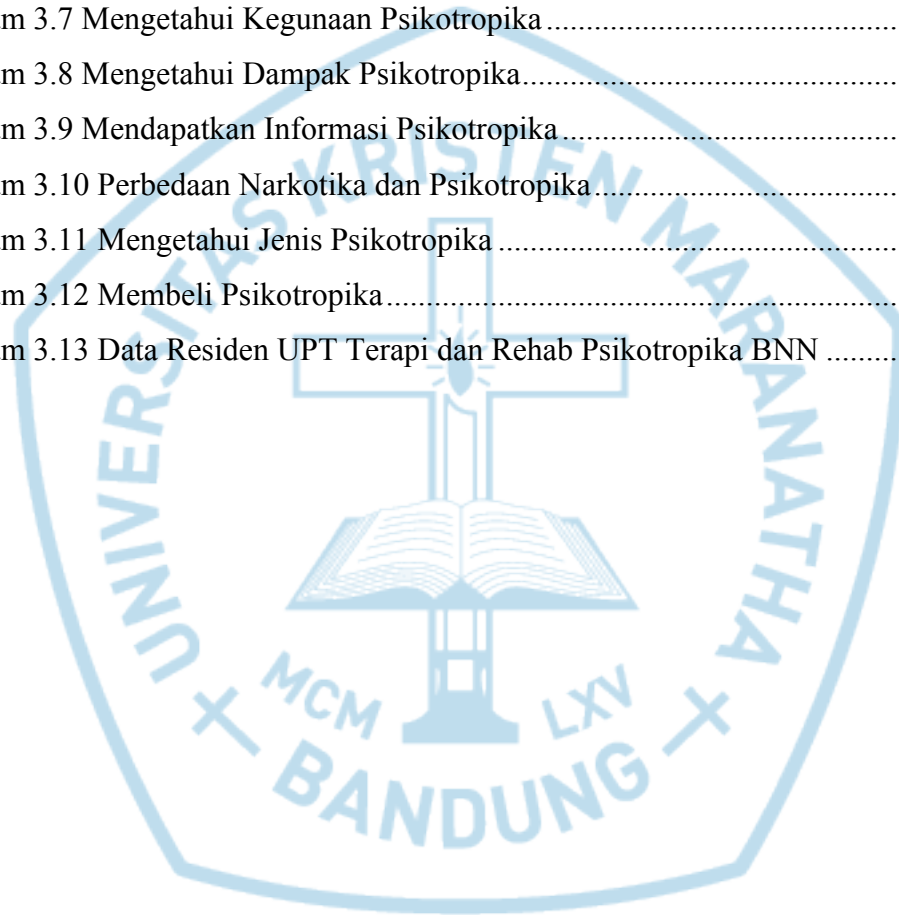 m 3.7 Mengetahui Kegunaan Psikotropika
m 3.8 Mengetahui Dampak Psikotropika
m 3.9 Mendapatkan Informasi Psikotropika
m 3.10 Perbedaan Narkotika dan Psikotropika
m 3.11 Mengetahui Jenis Psikotropika
m 3.12 Membeli Psikotropika
m 3.13 Data Residen UPT Terapi dan Rehab Psikotropika BNN
UNIVERSITAS KRISTEN MARANATHA
MCM LXV
BANDUNG